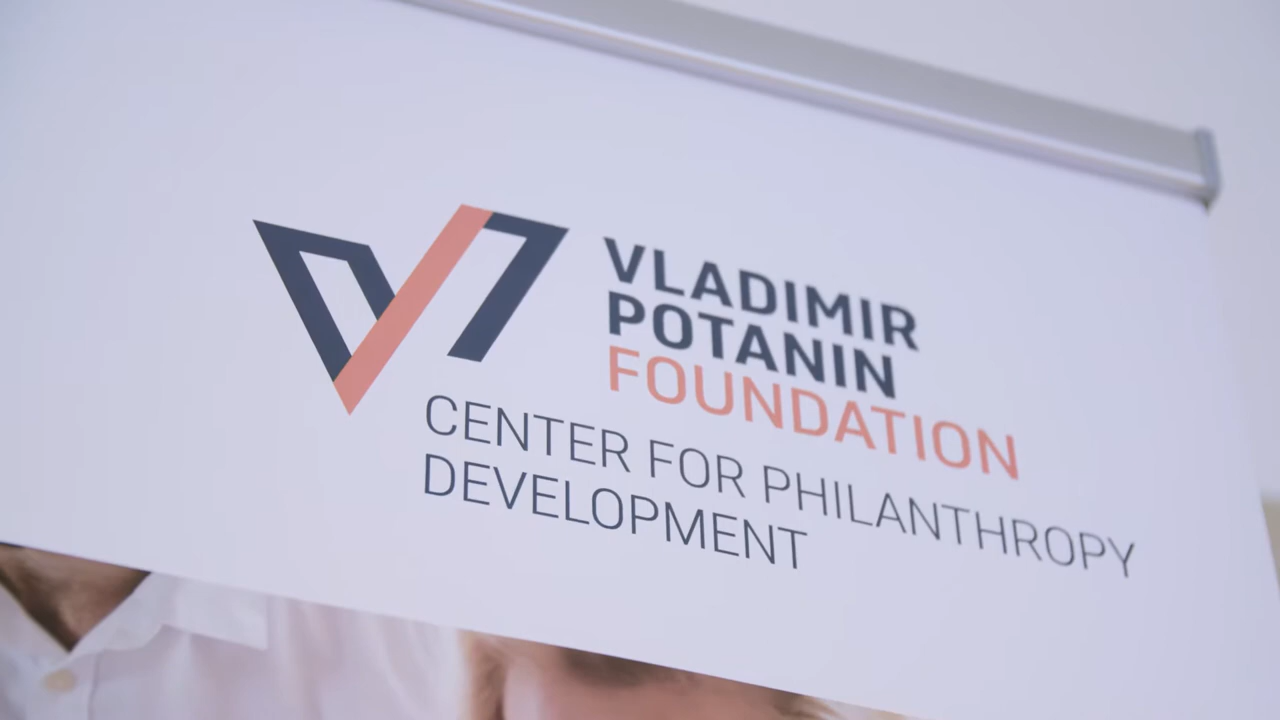 VLADIMIR
POTANIN
FOUNDATION
CENTER FOR PHILANTHROPY
DEVELOPMENT